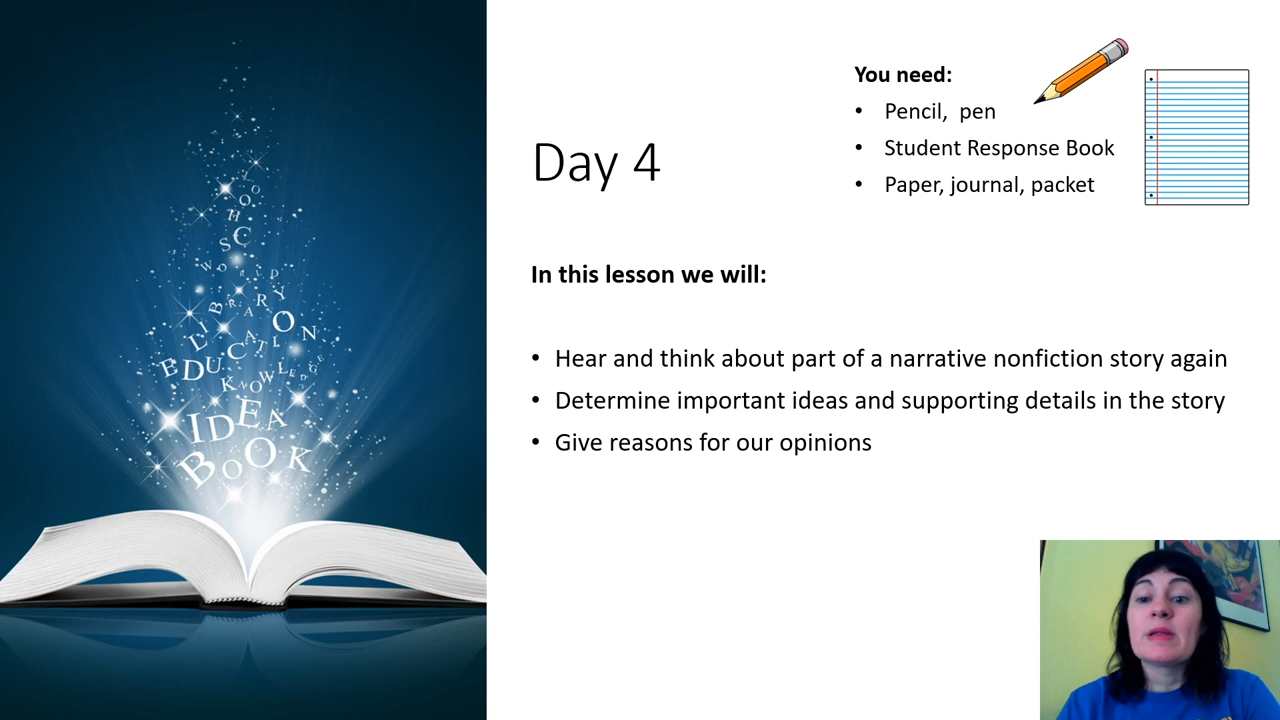 You need:
• Pencil, pen
• Student Response Book
• Paper, journal, packet
Day 4
In this lesson we will:
• Hear and think about part of a narrative nonfiction story again
• Determine important ideas and supporting details in the story
• Give reasons for our opinions
SCHOOL
WORLD
LIBRARY
EDUCATION
KNOWLEDGE
IDEA
BOOK